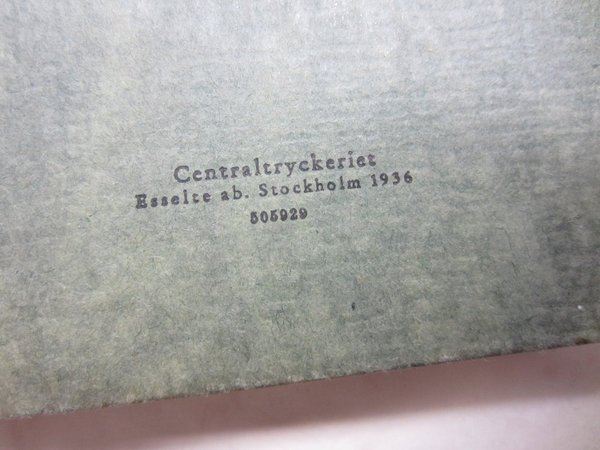 Centraltryckeriet
Esselte ab. Stockholm 1936
505929